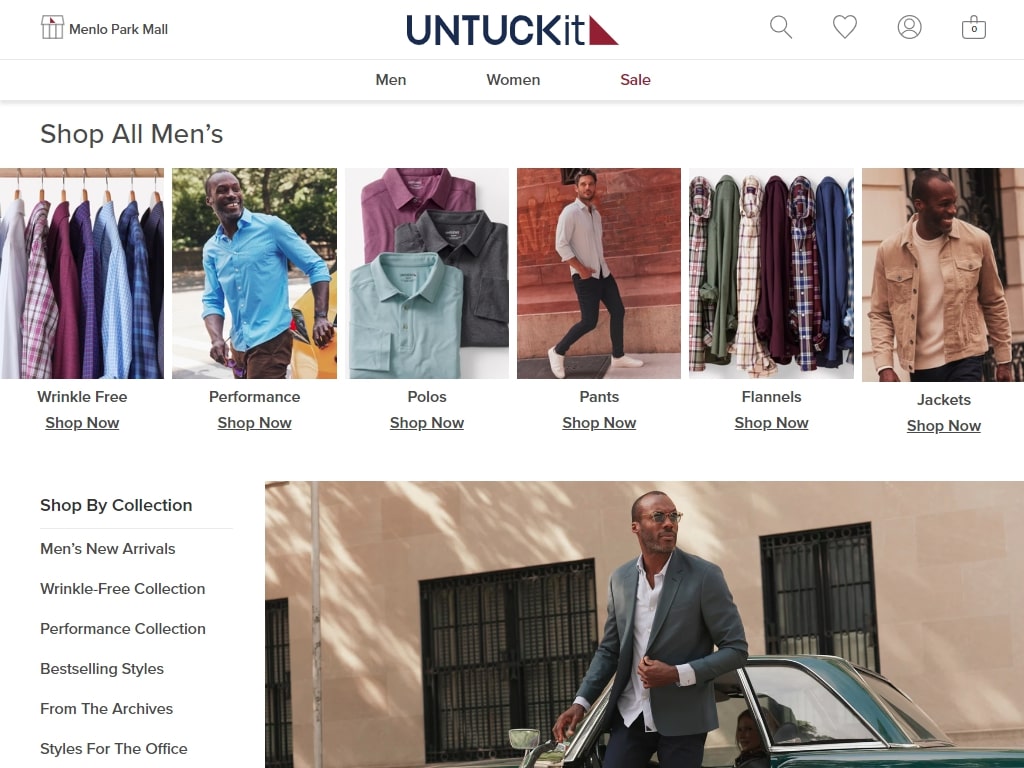 Menlo Park Mall
UNTUCKit
0
Men
Women
Sale
Shop All Men’s
Wrinkle Free
Shop Now
Performance
Shop Now
Polos
Shop Now
Pants
Shop Now
Flannels
Shop Now
Jackets
Shop Now
Shop By Collection
Men’s New Arrivals
Wrinkle-Free Collection
Performance Collection
Bestselling Styles
From The Archives
Styles For The Office